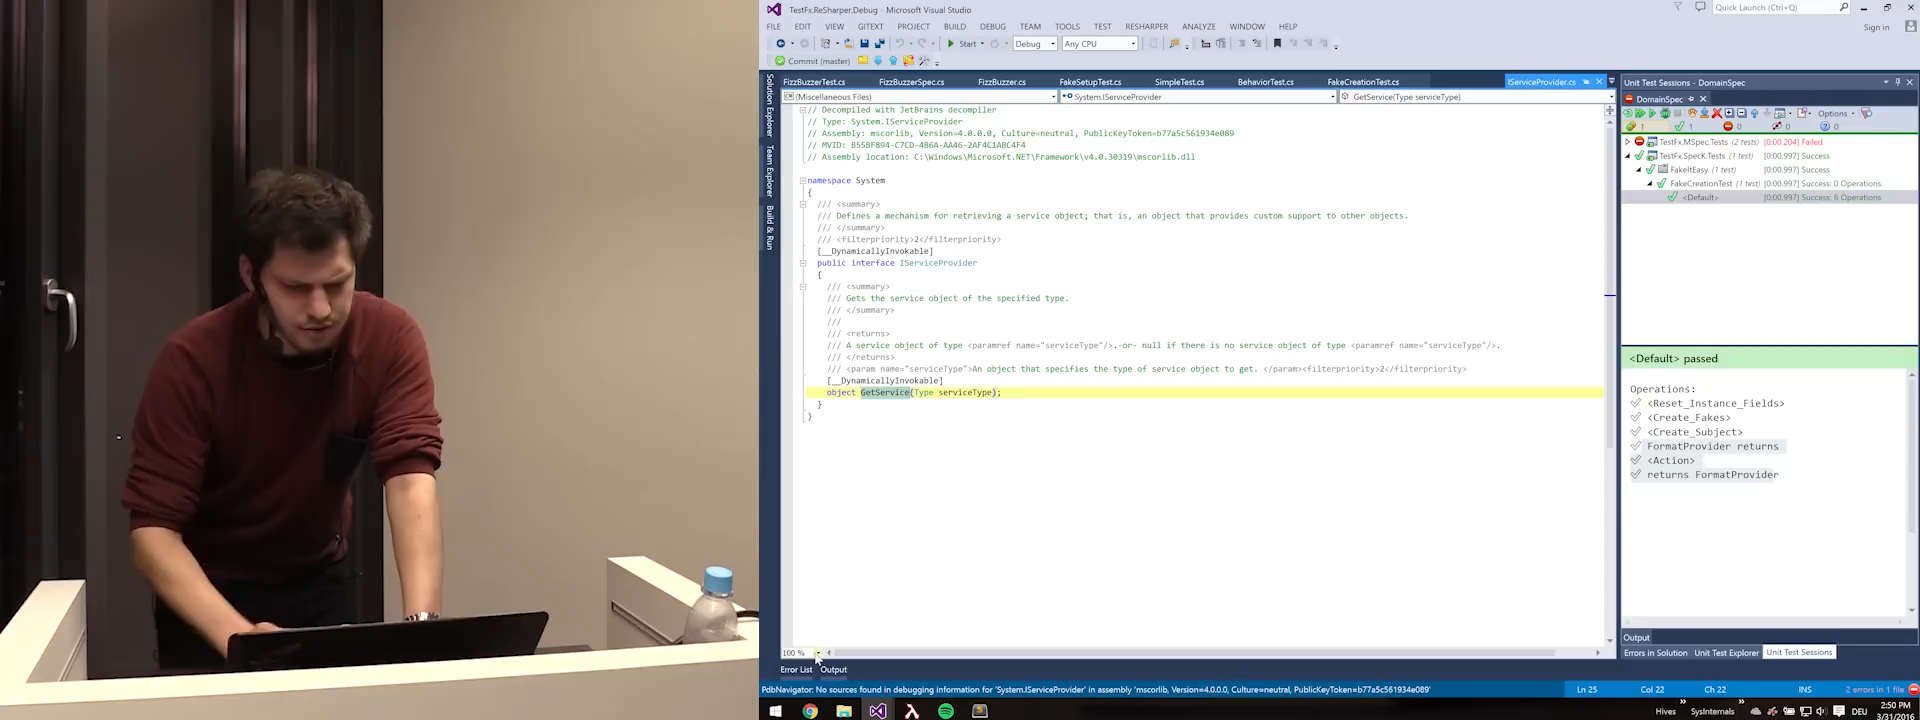 TestFx.ReSharper.Debug - Microsoft Visual Studio
Quick Launch (Ctrl+Q)
FILE EDIT VIEW GITEXT PROJECT BUILD DEBUG TEAM TOOLS TEST RESHARPER ANALYZE WINDOW HELP
Sign in
Start Debug Any CPU
Commit (master)
Solution Explorer
Team Explorer
Build & Run
FizzBuzzerTest.cs FizzBuzzerSpec.cs FizzBuzzer.cs FakeSetupTest.cs SimpleTest.cs BehaviorTest.cs FakeCreationTest.cs IServiceProvider.cs
(Miscellaneous Files) System.IServiceProvider GetService(Type serviceType)
// Decompiled with JetBrains decompiler
// Type: System.IServiceProvider
// Assembly: mscorlib, Version=4.0.0.0, Culture=neutral, PublicKeyToken=b77a5c561934e089
// MVID: B55BF894-C7CD-4B6A-AA46-2AF4C1ABC4F4
// Assembly location: C:\Windows\Microsoft.NET\Framework\v4.0.30319\mscorlib.dll
namespace System
{
/// <summary>
/// Defines a mechanism for retrieving a service object; that is, an object that provides custom support to other objects.
/// </summary>
/// <filterpriority>2</filterpriority>
[__DynamicallyInvokable]
public interface IServiceProvider
{
/// <summary>
/// Gets the service object of the specified type.
/// </summary>
///
/// <returns>
/// A service object of type <paramref name="serviceType"/>.-or- null if there is no service object of type <paramref name="serviceType"/>.
/// </returns>
/// <param name="serviceType">An object that specifies the type of service object to get. </param><filterpriority>2</filterpriority>
[__DynamicallyInvokable]
object GetService(Type serviceType);
}
}
100 %
Error List Output
Unit Test Sessions - DomainSpec
DomainSpec
Options
1 1 0 0 0
TestFx.MSpec.Tests (2 tests) [0:00.204] Failed
TestFx.SpecK.Tests (1 test) [0:00.997] Success
FakeItEasy (1 test) [0:00.997] Success
FakeCreationTest (1 test) [0:00.997] Success: 0 Operations
<Default> [0:00.997] Success: 6 Operations
<Default> passed
Operations:
<Reset_Instance_Fields>
<Create_Fakes>
<Create_Subject>
FormatProvider returns
<Action>
returns FormatProvider
Output
Errors in Solution Unit Test Explorer Unit Test Sessions
PdbNavigator: No sources found in debugging information for 'System.IServiceProvider' in assembly 'mscorlib, Version=4.0.0.0, Culture=neutral, PublicKeyToken=b77a5c561934e089' Ln 25 Col 22 Ch 22 INS 2 errors in 1 file
Hives SysInternals DEU 2:50 PM
3/31/2016